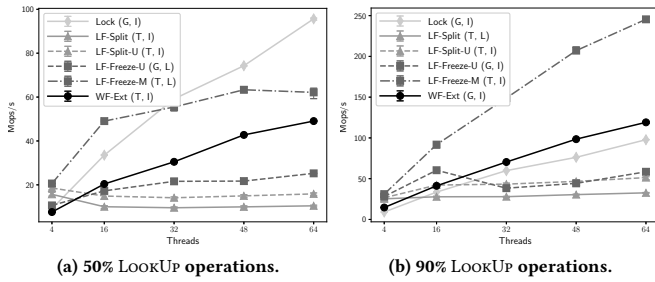 100
80
60
40
20
Mops/s
Lock (G, I)
LF-Split (T, I)
LF-Split-U (T, I)
LF-Freeze-U (G, L)
LF-Freeze-M (T, L)
WF-Ext (T, I)
4 16 32 48 64
Threads
(a) 50% LOOKUP operations.
250
200
150
100
50
0
Mops/s
Lock (G, I)
LF-Split (T, L)
LF-Split-U (T, I)
LF-Freeze-U (G, I)
LF-Freeze-M (T, I)
WF-Ext (G, I)
4 16 32 48 64
Threads
(b) 90% LOOKUP operations.